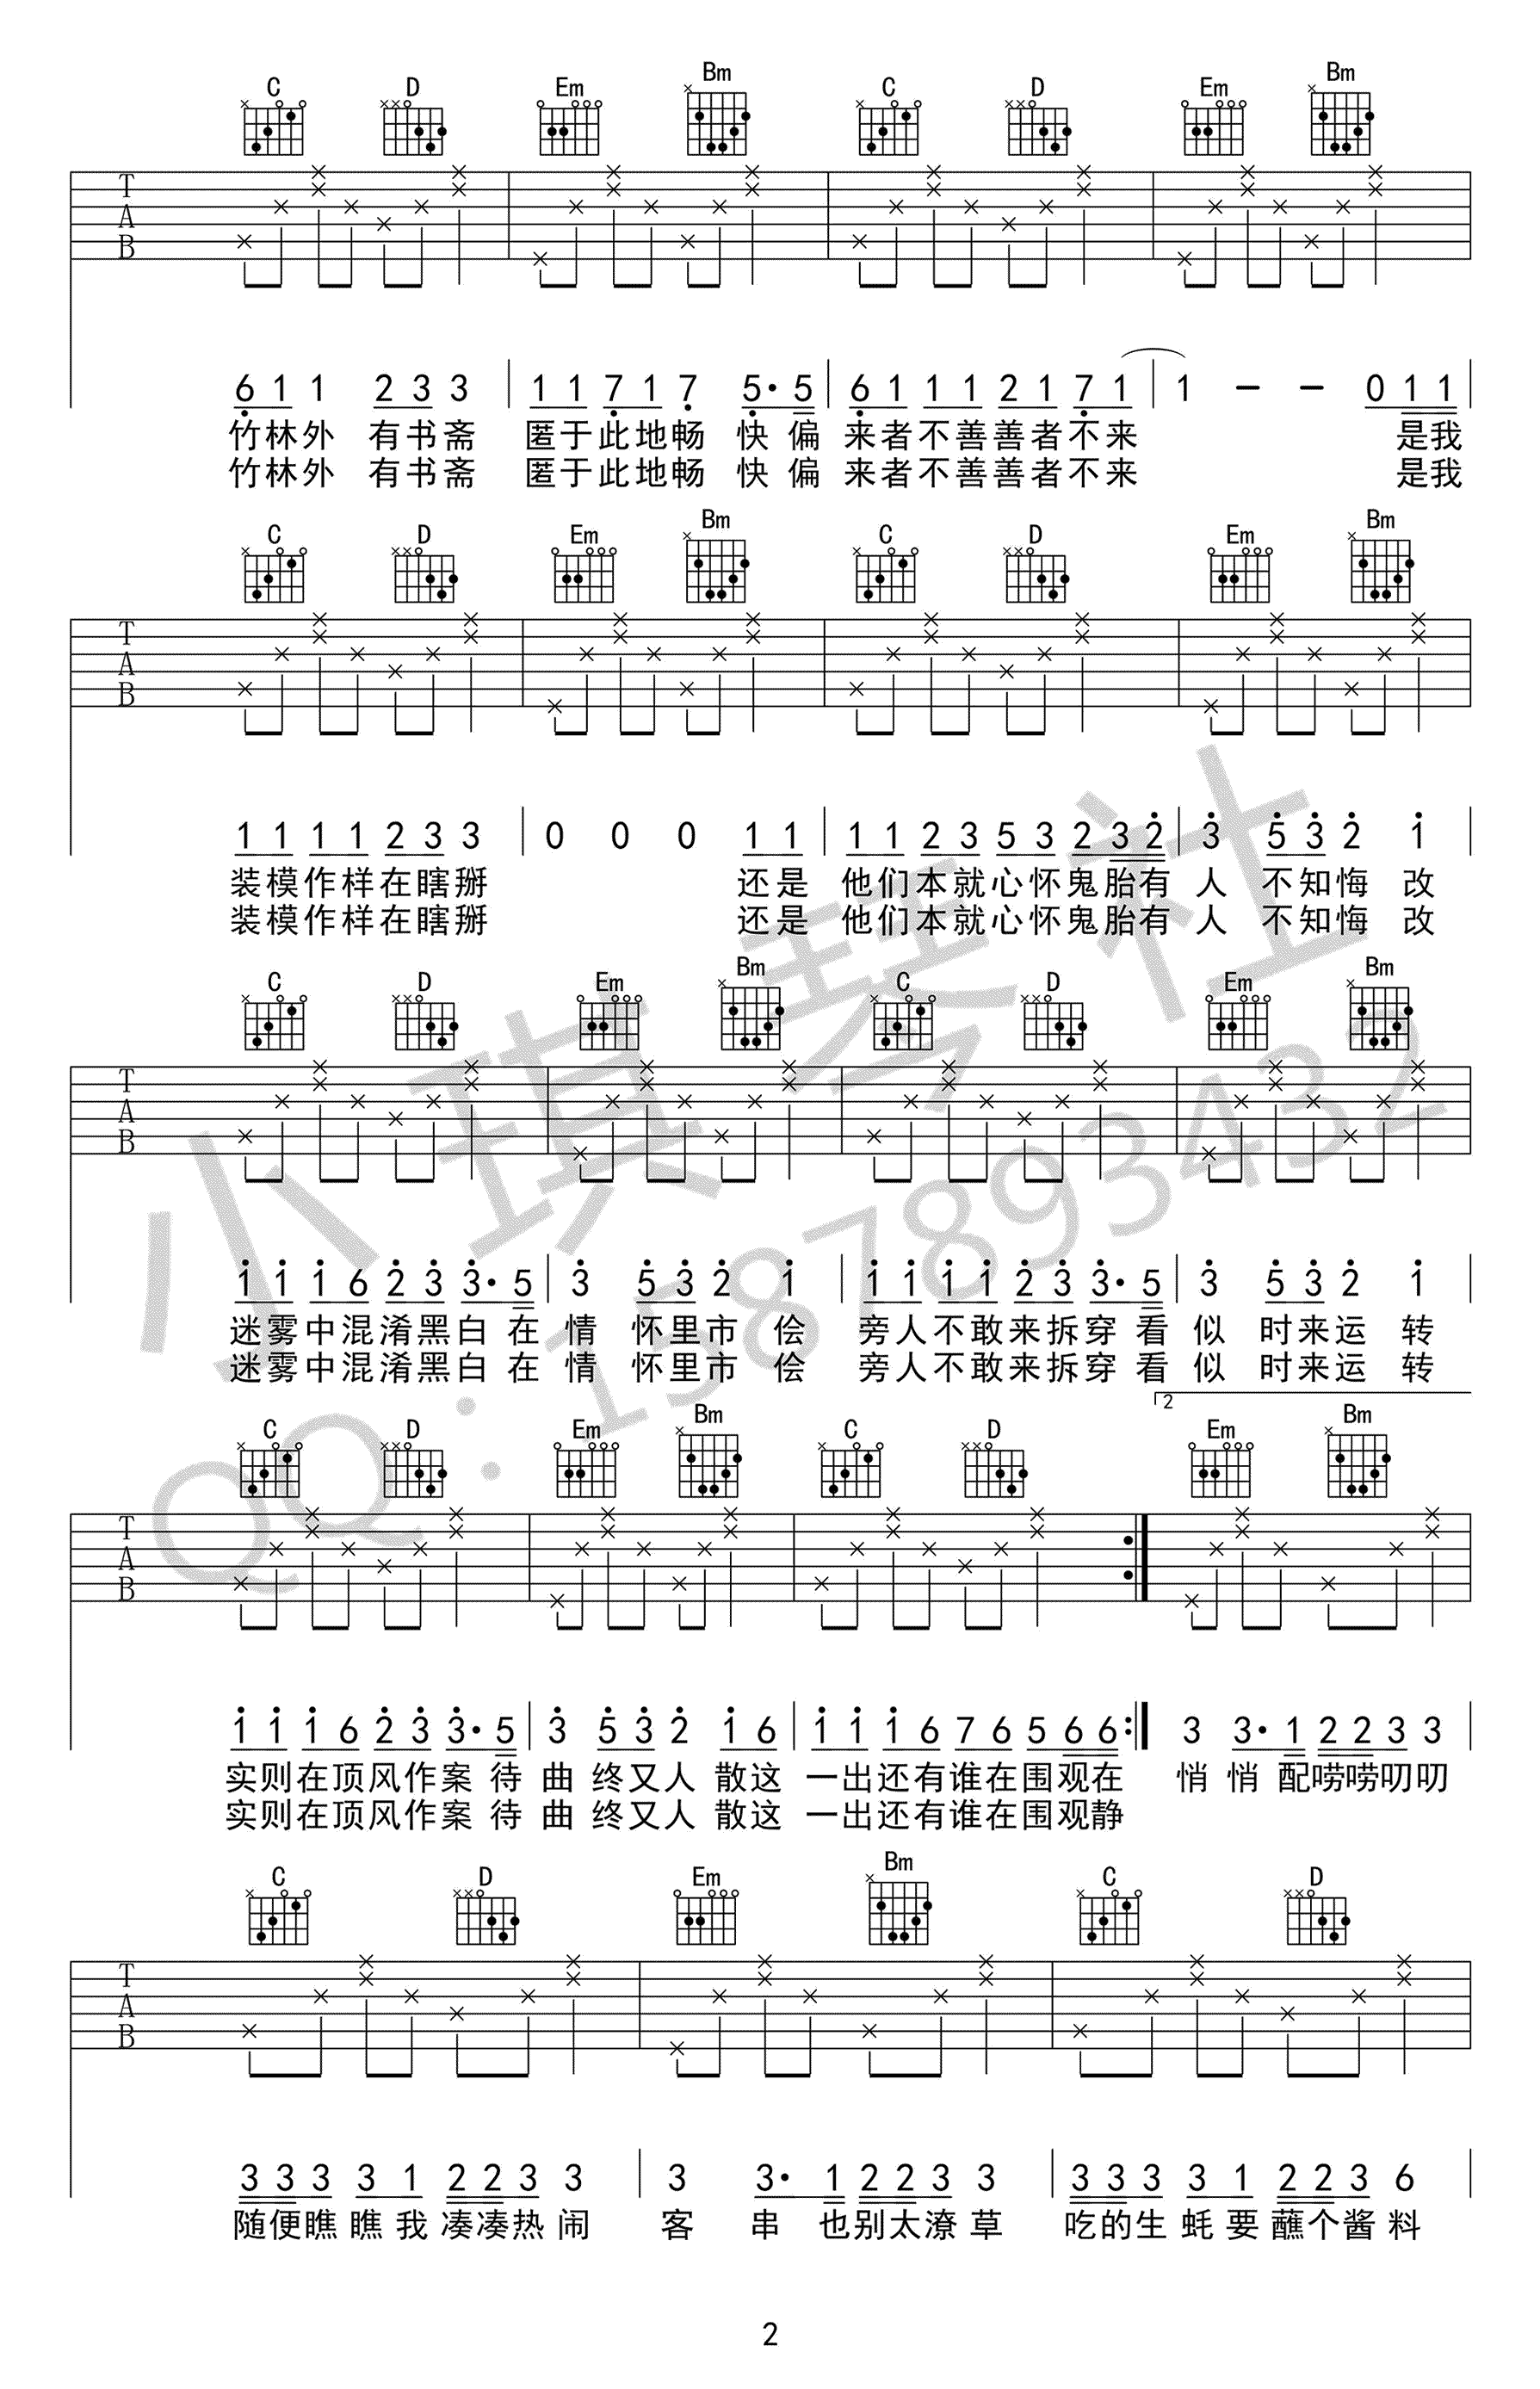 C D Em Bm C D Em Bm
T
A
B
6 1 1 2 3 3 1 1 7 1 7 5· 5 6 1 1 1 2 1 7 1 1 - - 0 1 1
竹林外 有书斋 匿于此地畅 快 偏 来者不善善者不来 是我
竹林外 有书斋 匿于此地畅 快 偏 来者不善善者不来 是我
C D Em Bm C D Em Bm
T
A
B
1 1 1 1 2 3 3 0 0 0 1 1 1 1 2 3 5 3 2 3 2 3 5 3 2 1
装模作样在瞎掰 还是 他们本就心怀鬼胎有 人 不知悔 改
装模作样在瞎掰 还是 他们本就心怀鬼胎有 人 不知悔 改
C D Em Bm C D Em Bm
T
A
B
1 1 1 6 2 3 3· 5 3 5 3 2 1 1 1 1 1 2 3 3· 5 3 5 3 2 1
迷雾中混淆黑白 在 情 怀里市 侩 旁人不敢来拆穿 看 似 时来运 转
迷雾中混淆黑白 在 情 怀里市 侩 旁人不敢来拆穿 看 似 时来运 转
2
C D Em Bm C D Em Bm
T
A
B
1 1 1 6 2 3 3· 5 3 5 3 2 1 6 1 1 1 6 7 6 5 6 6 3 3· 1 2 2 3 3
实则在顶风作案 待 曲 终又人 散这 一出还有谁在围观在 悄 悄 配唠唠叨叨
实则在顶风作案 待 曲 终又人 散这 一出还有谁在围观静
C D Em Bm C D
T
A
B
3 3 3 3 1 2 2 3 3 3 3· 1 2 2 3 3 3 3 3 3 1 2 2 3 6
随便瞧 瞧我 凑凑热 闹 客 串 也别太潦 草 吃的生 蚝要 蘸个酱 料
2
小琪琴社
QQ:1587893432